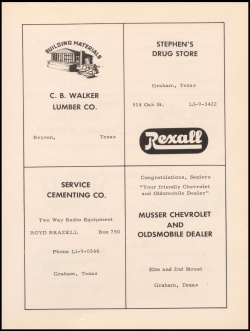 BUILDING MATERIALS
C. B. WALKER
LUMBER CO.
Bryson, Texas
STEPHEN'S
DRUG STORE
Graham, Texas
914 Oak St. LI-9-3422
Rexall
SERVICE
CEMENTING CO.
Two Way Radio Equipment
BOYD BRAZELL Box 750
Phone LI-9-0366
Graham, Texas
Congratulations, Seniors
"Your friendly Chevrolet
and Oldsmobile Dealer"
MUSSER CHEVROLET
AND
OLDSMOBILE DEALER
Elm and 2nd Street
Graham, Texas